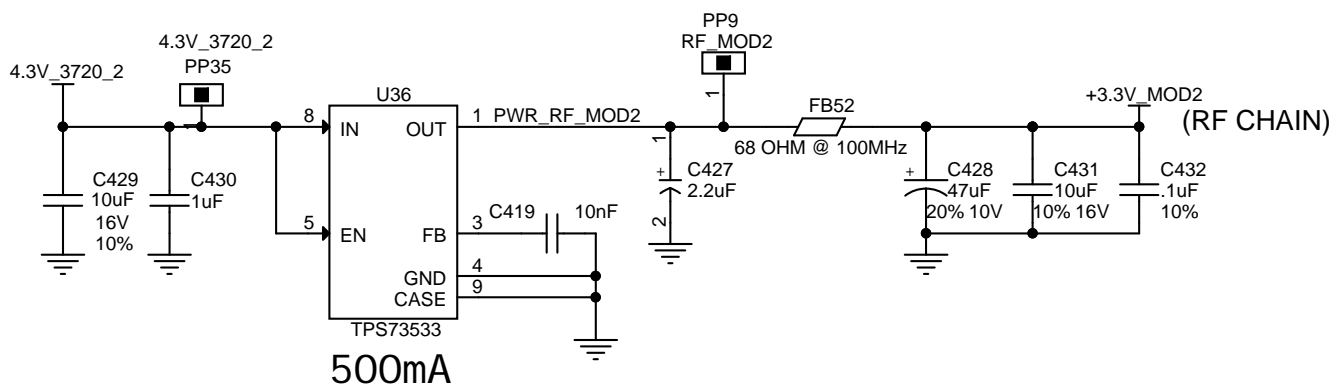 4.3V_3720_2
4.3V_3720_2
PP35
PP9
RF_MOD2
1
U36
8 IN OUT 1 PWR_RF_MOD2
FB52
68 OHM @ 100MHz
+3.3V_MOD2
(RF CHAIN)
C429
10uF
16V
10%
C430
1uF
5 EN FB 3
C419 10nF
GND 4
CASE 9
TPS73533
500mA
1
+
C427
2.2uF
2
+
C428
47uF
20% 10V
C431
10uF
10% 16V
C432
.1uF
10%